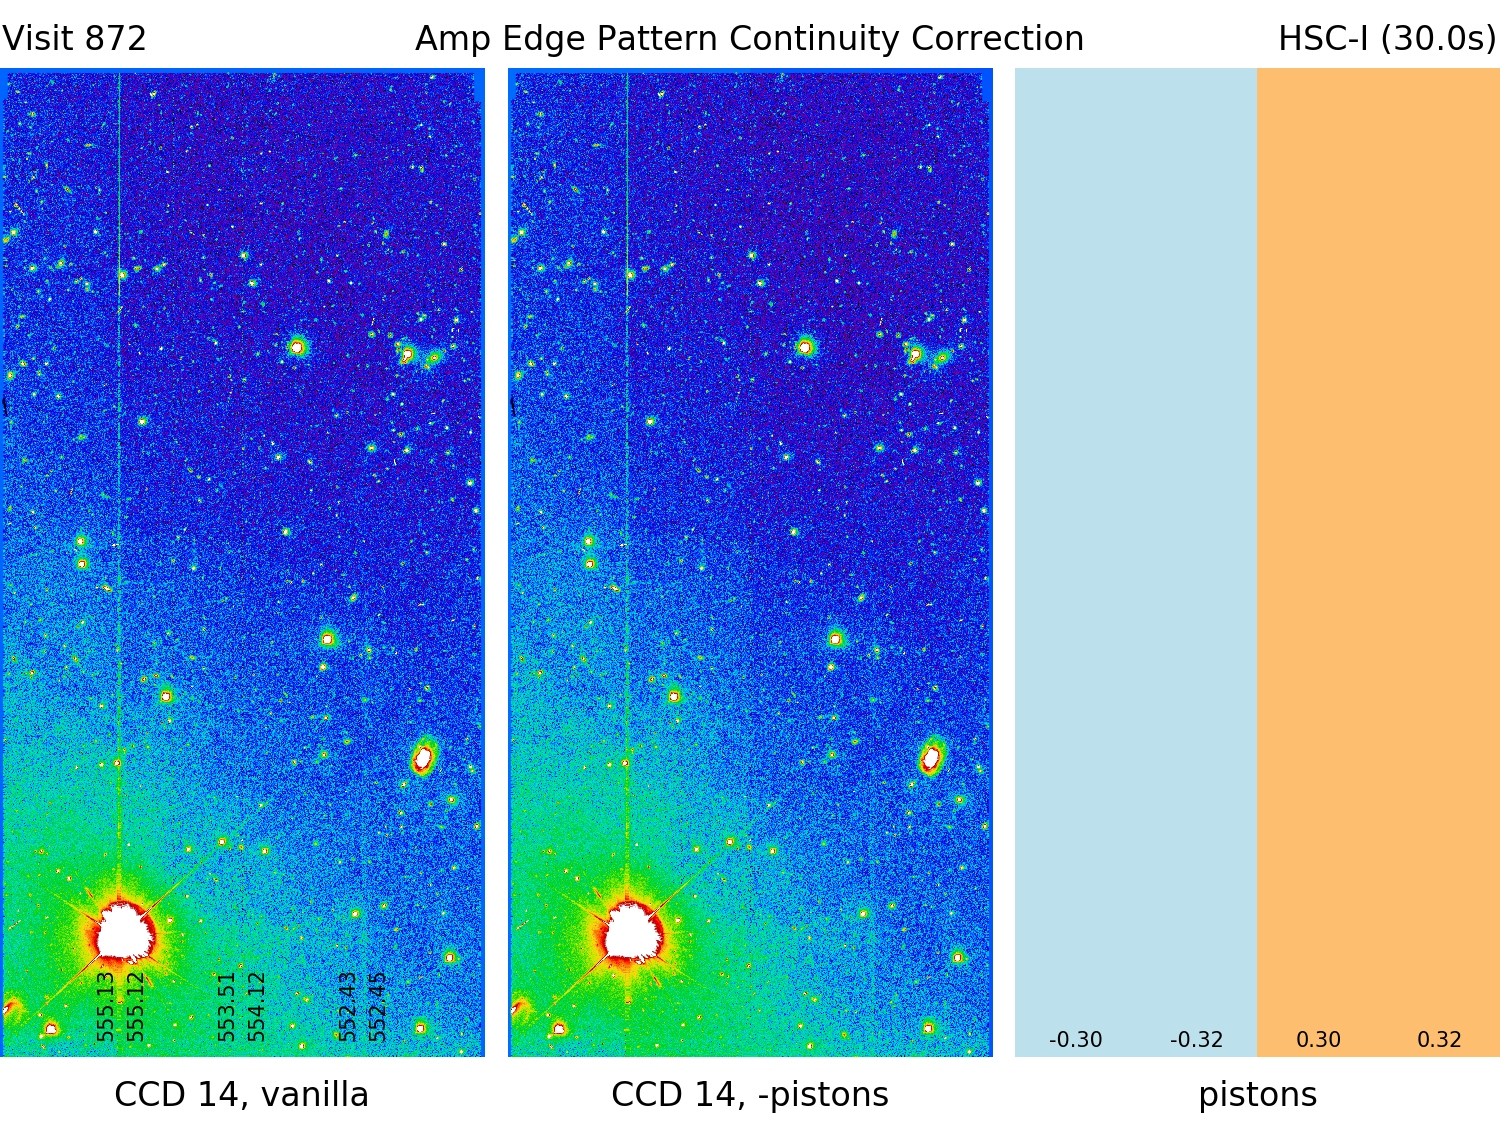 Visit 872 Amp Edge Pattern Continuity Correction HSC-I (30.0s)
555.13
555.12
553.51
554.12
552.43
552.45
-0.30 -0.32 0.30 0.32
CCD 14, vanilla CCD 14, -pistons pistons